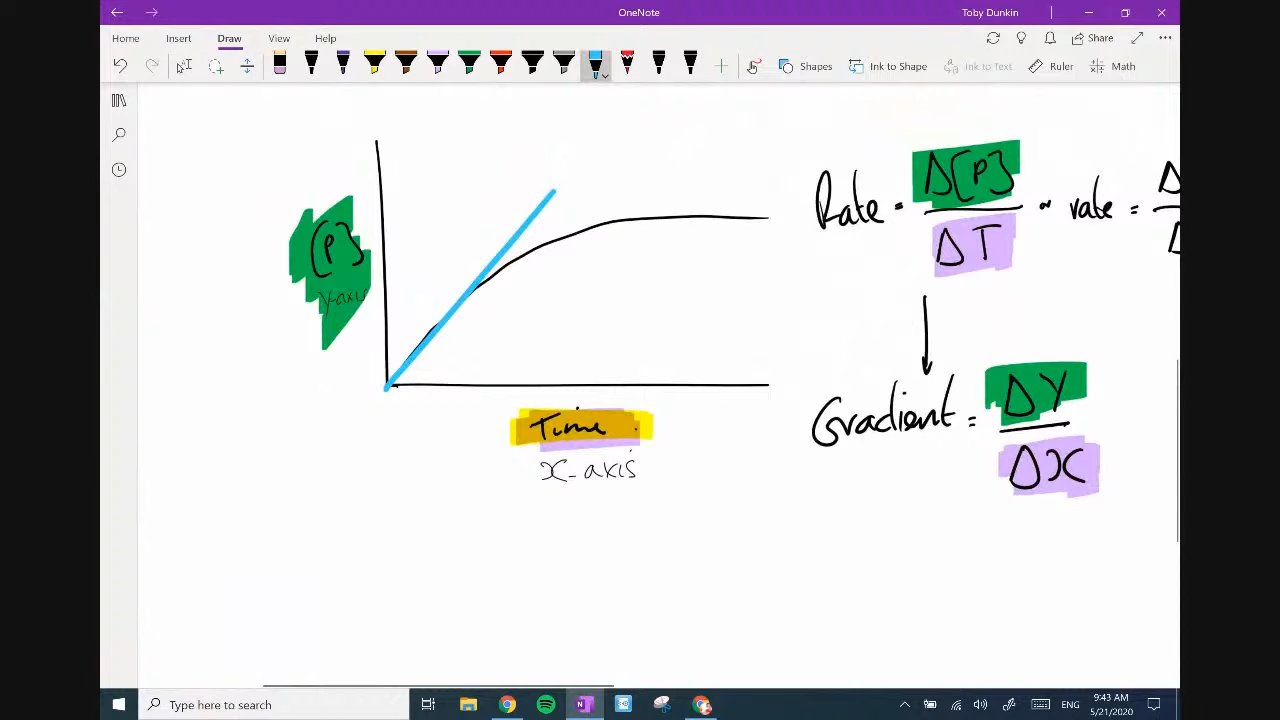 OneNote
Toby Dunkin
Home Insert Draw View Help
Share
Shapes Ink to Shape Ink to Text Ruler Math
[P]
y-axis
Time
x-axis
Rate = Δ[P] / ΔT ~ rate = Δ / Δ
Gradient = ΔY / Δx
Type here to search
ENG
9:43 AM
5/21/2020